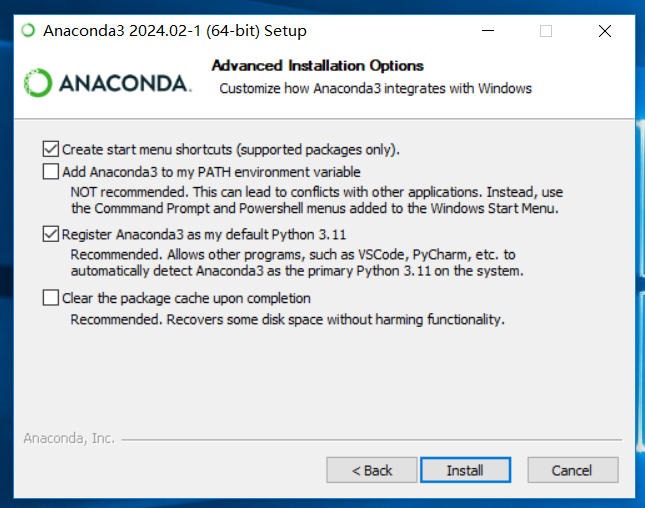 Anaconda3 2024.02-1 (64-bit) Setup
ANACONDA.
Advanced Installation Options
Customize how Anaconda3 integrates with Windows
Create start menu shortcuts (supported packages only).
Add Anaconda3 to my PATH environment variable
NOT recommended. This can lead to conflicts with other applications. Instead, use
the Commmand Prompt and Powershell menus added to the Windows Start Menu.
Register Anaconda3 as my default Python 3.11
Recommended. Allows other programs, such as VSCode, PyCharm, etc. to
automatically detect Anaconda3 as the primary Python 3.11 on the system.
Clear the package cache upon completion
Recommended. Recovers some disk space without harming functionality.
Anaconda, Inc.
< Back Install Cancel